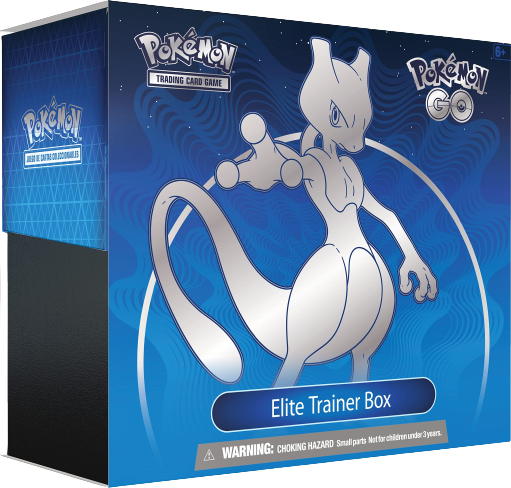 POKéMON
TRADING CARD GAME
POKéMON
GO
6+
POKéMON
JUEGO DE CARTAS COLECCIONABLES
Elite Trainer Box
WARNING: CHOKING HAZARD Small parts Not for children under 3 years.